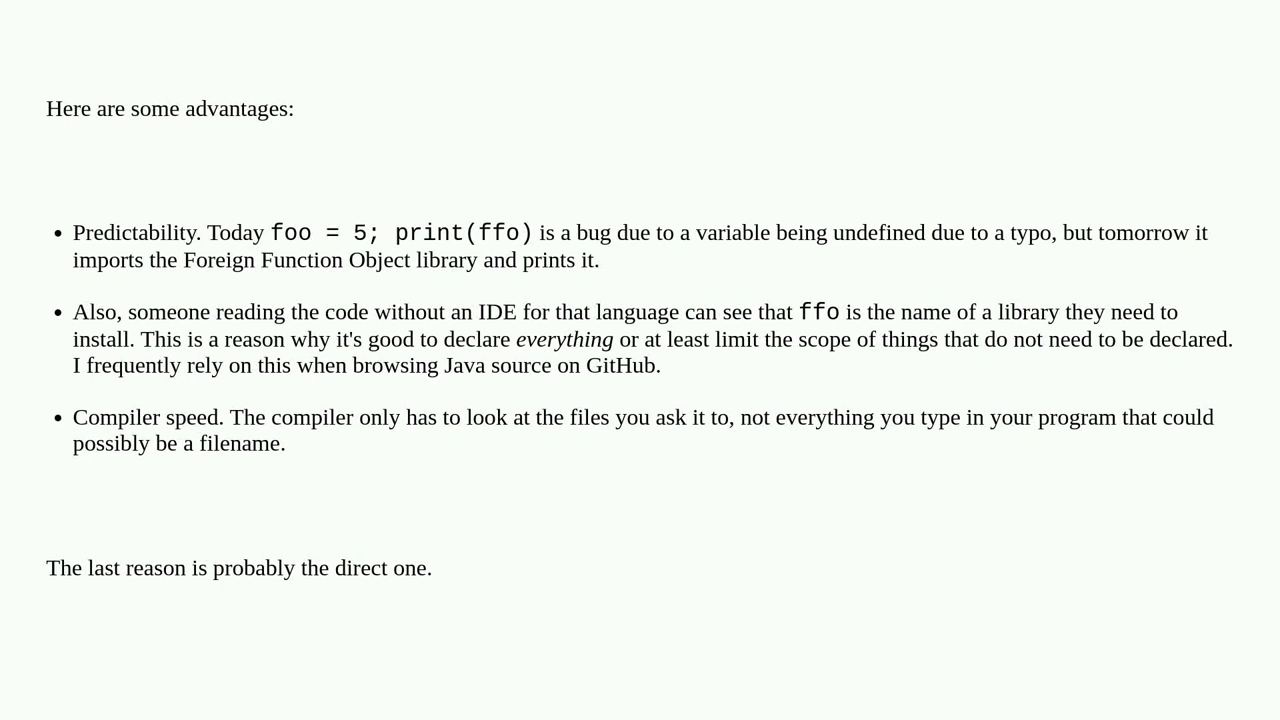 Here are some advantages:
• Predictability. Today foo = 5; print(ffo) is a bug due to a variable being undefined due to a typo, but tomorrow it
imports the Foreign Function Object library and prints it.
• Also, someone reading the code without an IDE for that language can see that ffo is the name of a library they need to
install. This is a reason why it's good to declare everything or at least limit the scope of things that do not need to be declared.
I frequently rely on this when browsing Java source on GitHub.
• Compiler speed. The compiler only has to look at the files you ask it to, not everything you type in your program that could
possibly be a filename.
The last reason is probably the direct one.